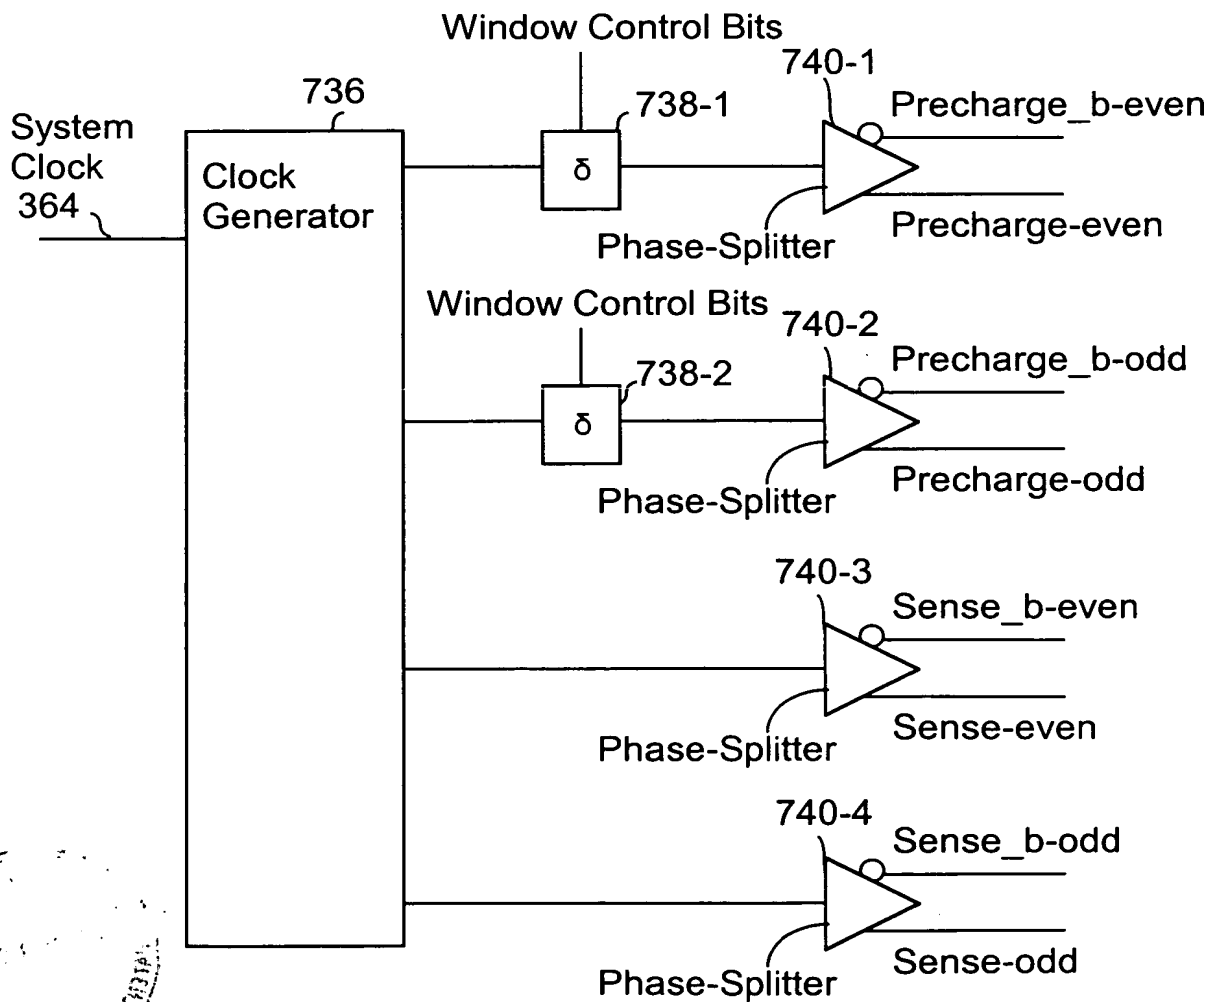 Window Control Bits
736
738-1
740-1
Precharge_b-even
System
Clock
364
Clock
Generator
δ
Phase-Splitter
Precharge-even
Window Control Bits
738-2
740-2
Precharge_b-odd
δ
Phase-Splitter
Precharge-odd
740-3
Sense_b-even
Phase-Splitter
Sense-even
740-4
Sense_b-odd
Phase-Splitter
Sense-odd